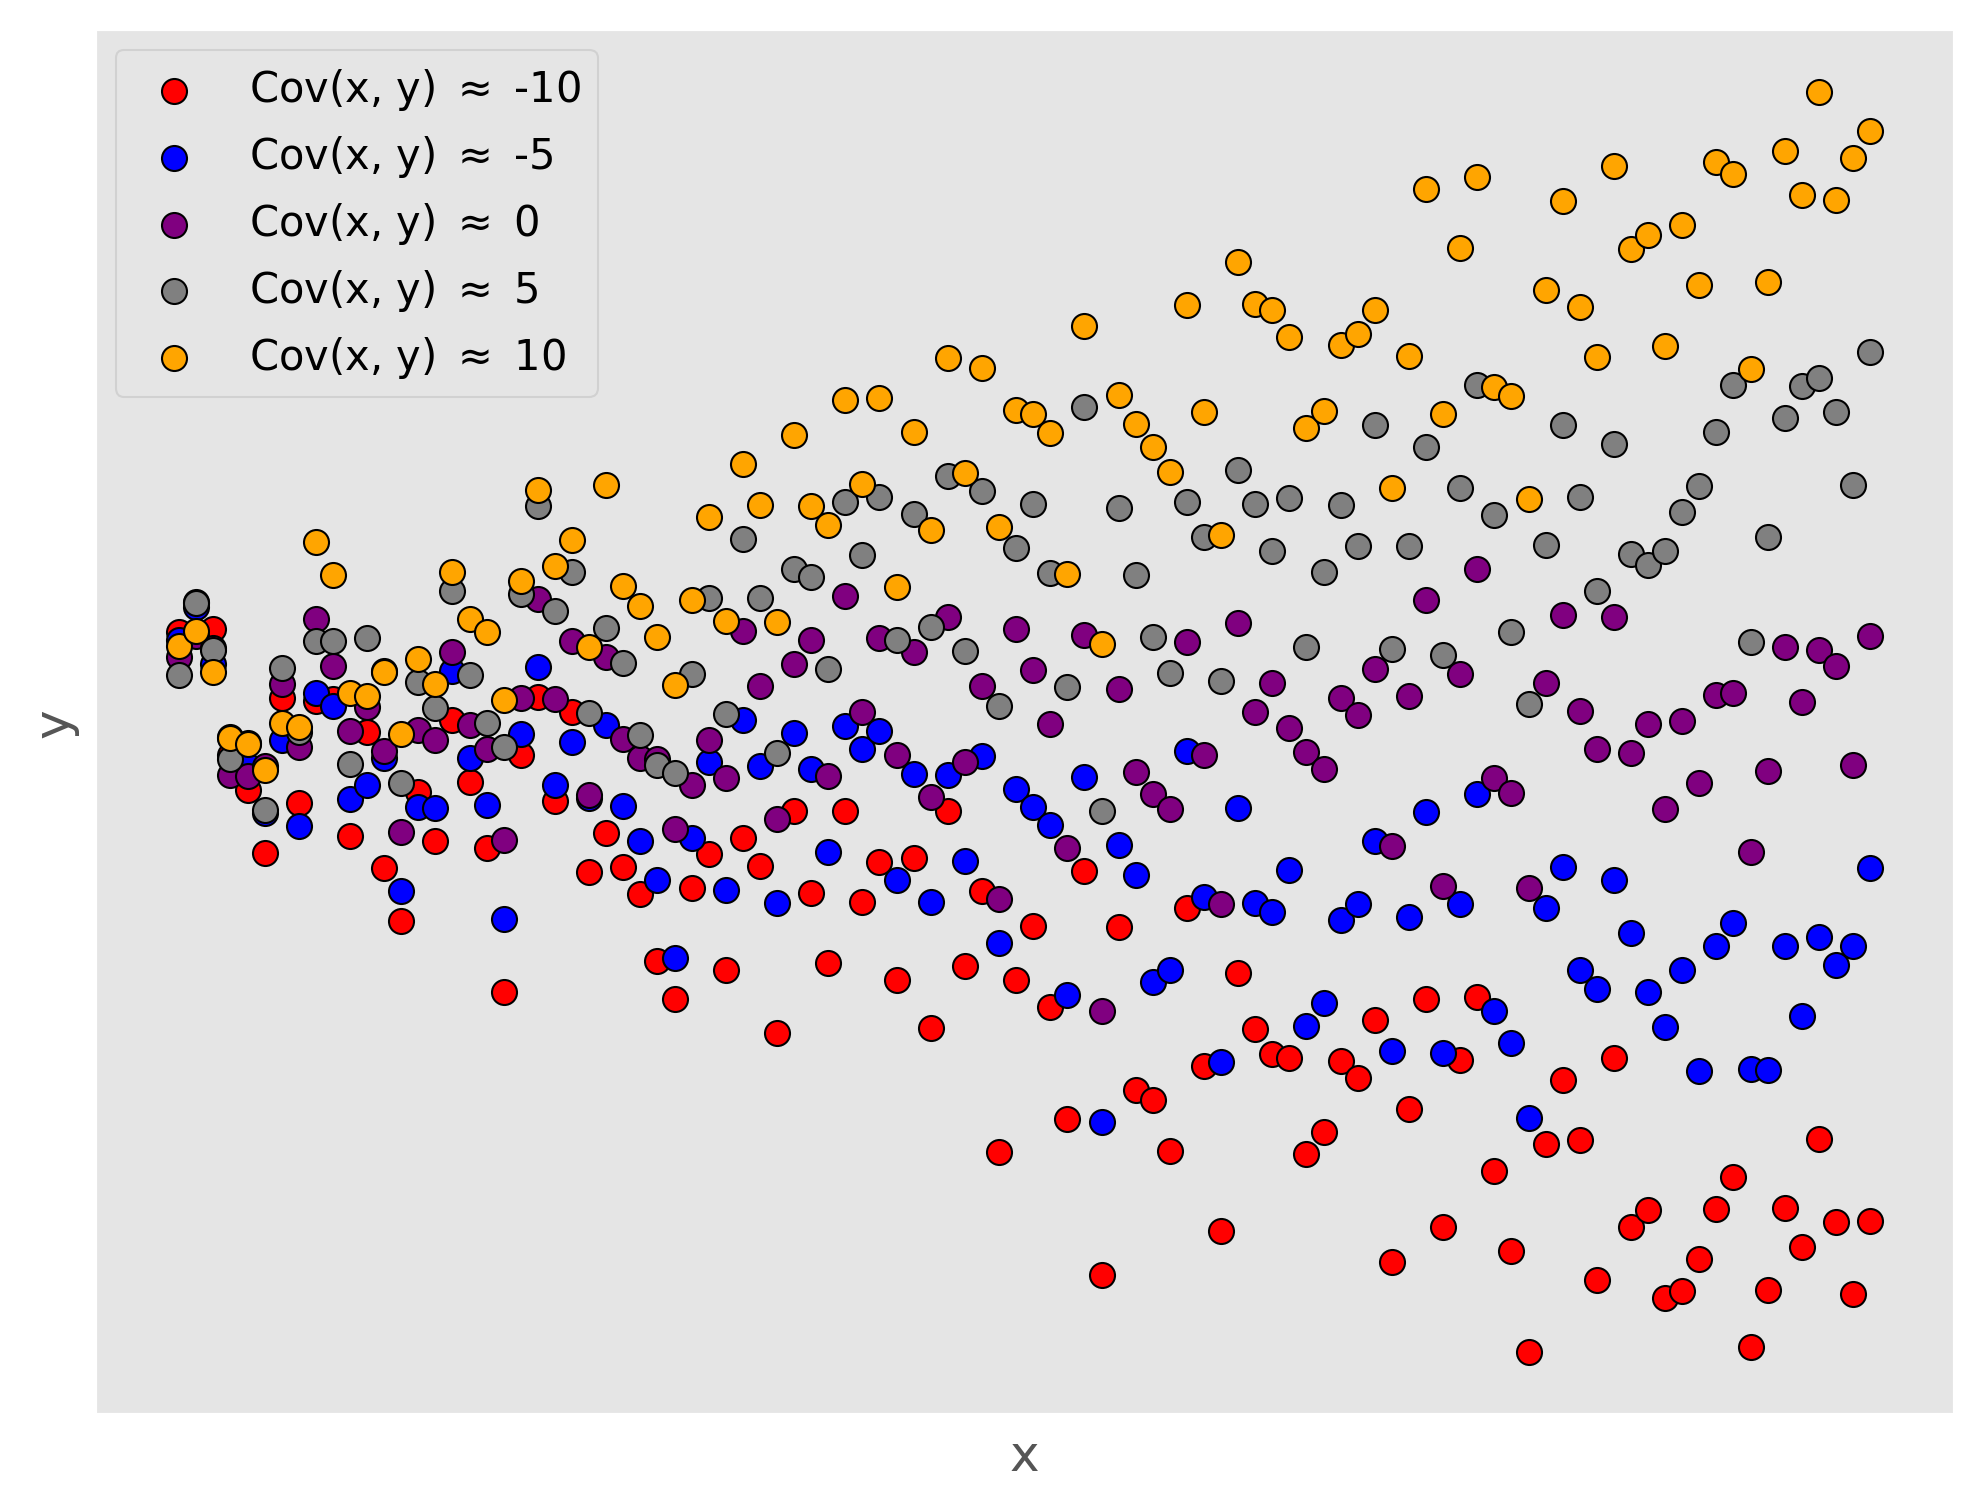 Cov(x, y) ≈ -10
Cov(x, y) ≈ -5
Cov(x, y) ≈ 0
Cov(x, y) ≈ 5
Cov(x, y) ≈ 10
y
x